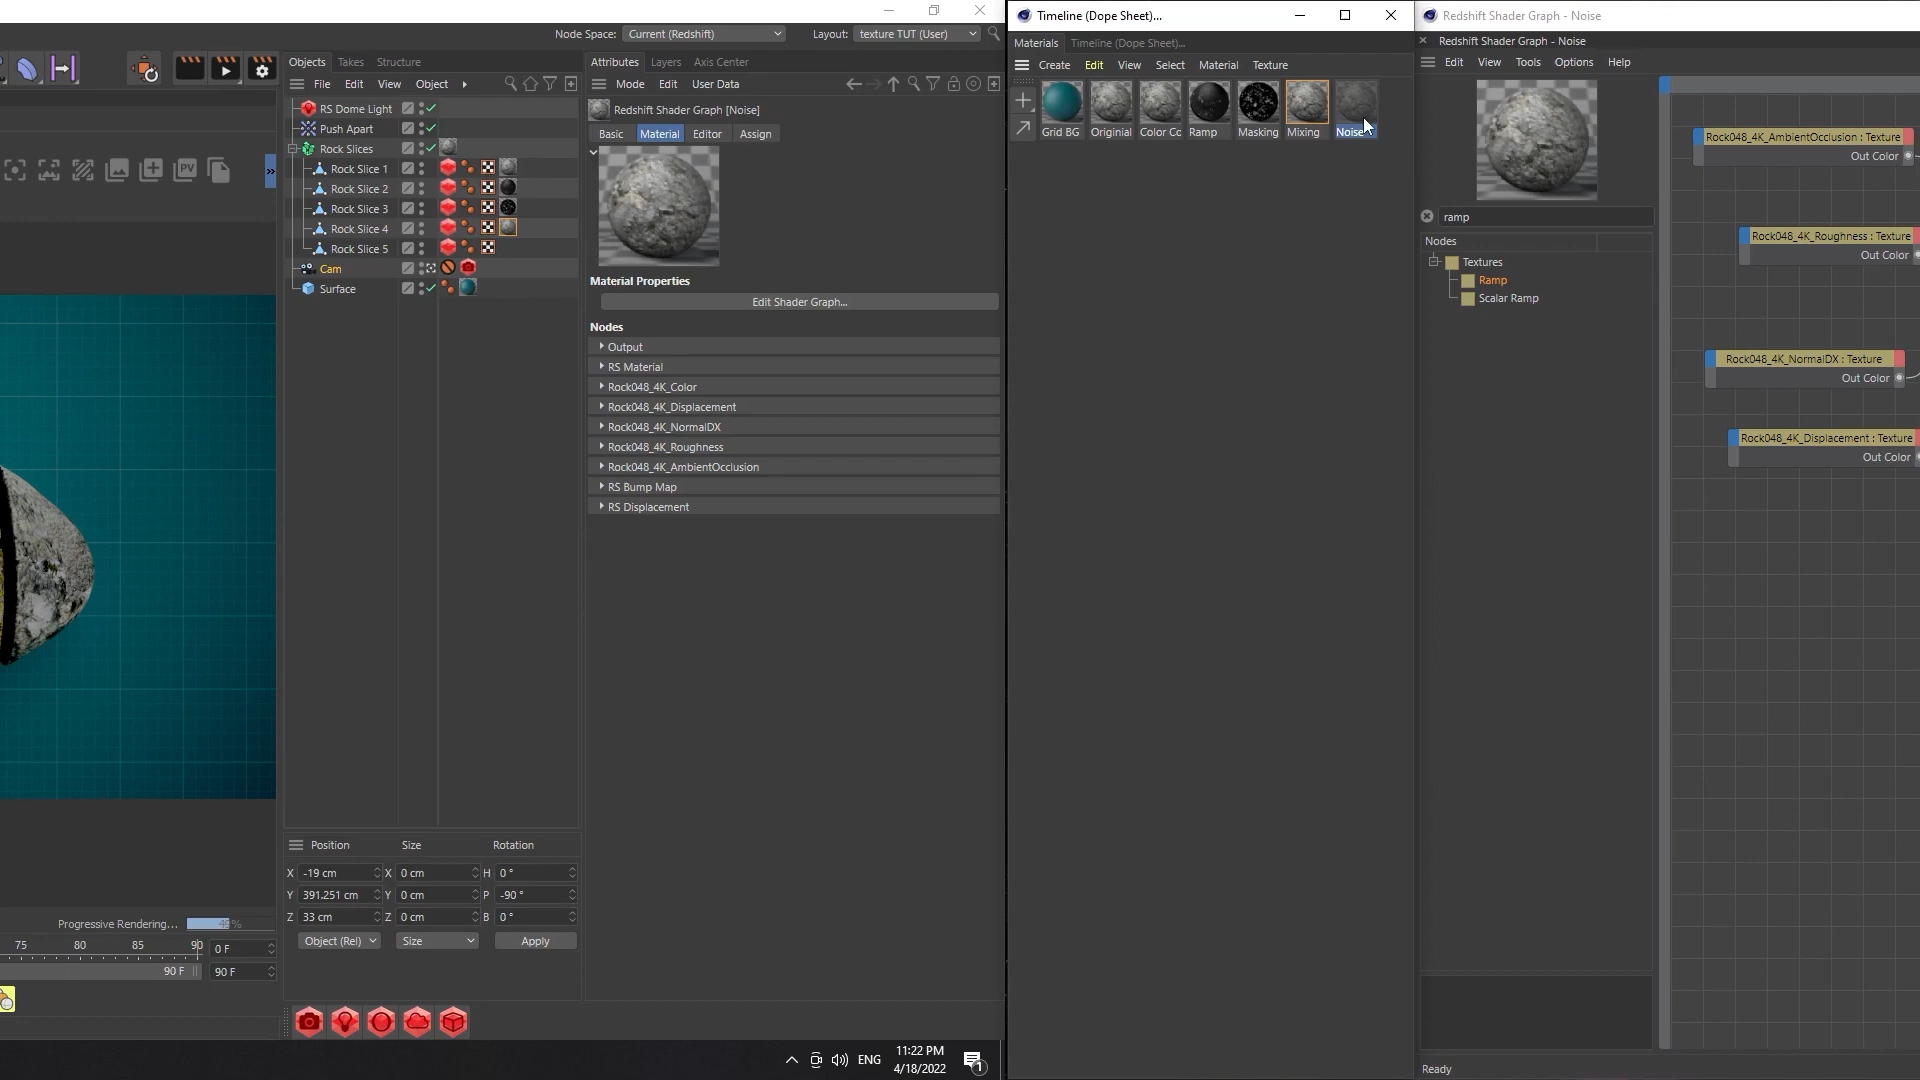 Node Space: Current (Redshift) Layout: texture TUT (User)
Objects Takes Structure
File Edit View Object
RS Dome Light
Push Apart
Rock Slices
Rock Slice 1
Rock Slice 2
Rock Slice 3
Rock Slice 4
Rock Slice 5
Cam
Surface
PV
Position Size Rotation
X -19 cm X 0 cm H 0 °
Y 391.251 cm Y 0 cm P -90 °
Z 33 cm Z 0 cm B 0 °
Object (Rel) Size Apply
Progressive Rendering...
75 80 85 90 0 F
90 F 90 F
Attributes Layers Axis Center
Mode Edit User Data
Redshift Shader Graph [Noise]
Basic Material Editor Assign
Material Properties
Edit Shader Graph...
Nodes
Output
RS Material
Rock048_4K_Color
Rock048_4K_Displacement
Rock048_4K_NormalDX
Rock048_4K_Roughness
Rock048_4K_AmbientOcclusion
RS Bump Map
RS Displacement
ENG 11:22 PM
4/18/2022
1
Timeline (Dope Sheet)...
Materials Timeline (Dope Sheet)...
Create Edit View Select Material Texture
Grid BG Originial Color Cc Ramp Masking Mixing Noise
Redshift Shader Graph - Noise
Redshift Shader Graph - Noise
Edit View Tools Options Help
ramp
Nodes
Textures
Ramp
Scalar Ramp
Rock048_4K_AmbientOcclusion : Texture
Out Color
Rock048_4K_Roughness : Texture
Out Color
Rock048_4K_NormalDX : Texture
Out Color
Rock048_4K_Displacement : Texture
Out Color
Ready